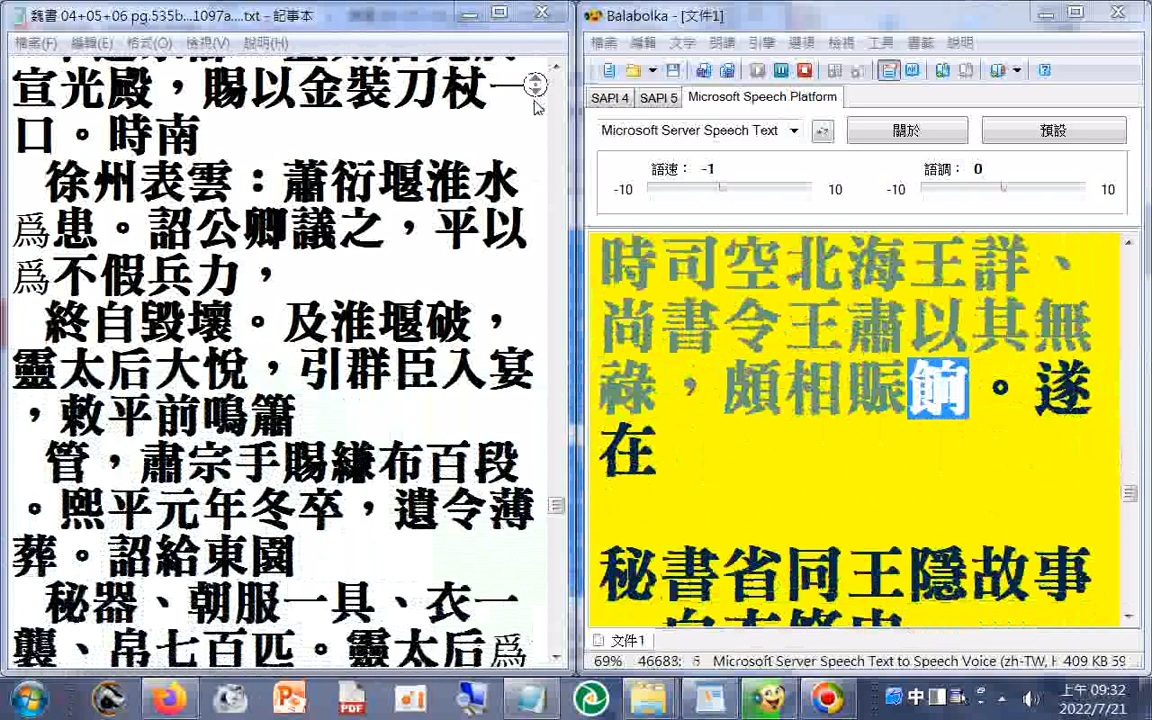 魏書 04+05+06 pg.535b...1097a....txt - 記事本
檔案(F) 編輯(E) 格式(O) 檢視(V) 說明(H)
宣光殿，賜以金裝刀杖一
口。時南
徐州表雲：蕭衍堰淮水
爲患。詔公卿議之，平以
爲不假兵力，
終自毀壞。及淮堰破，
靈太后大悅，引群臣入宴
，敕平前鳴簫
管，肅宗手賜縑布百段
。熙平元年冬卒，遺令薄
葬。詔給東園
秘器、朝服一具、衣一
襲、帛七百匹。靈太后爲
Balabolka - [文件1]
檔案 編輯 文字 朗讀 引擎 選項 檢視 工具 書籤 說明
SAPI 4 SAPI 5 Microsoft Speech Platform
Microsoft Server Speech Text 關於 預設
語速： -1 語調： 0
-10 10 -10 10
時司空北海王詳、
尚書令王肅以其無
祿，頗相賑餉。遂
在
秘書省同王隱故事
文件1
69% 46683: Microsoft Server Speech Text to Speech Voice (zh-TW, H 409 KB 59
中
上午 09:32
2022/7/21